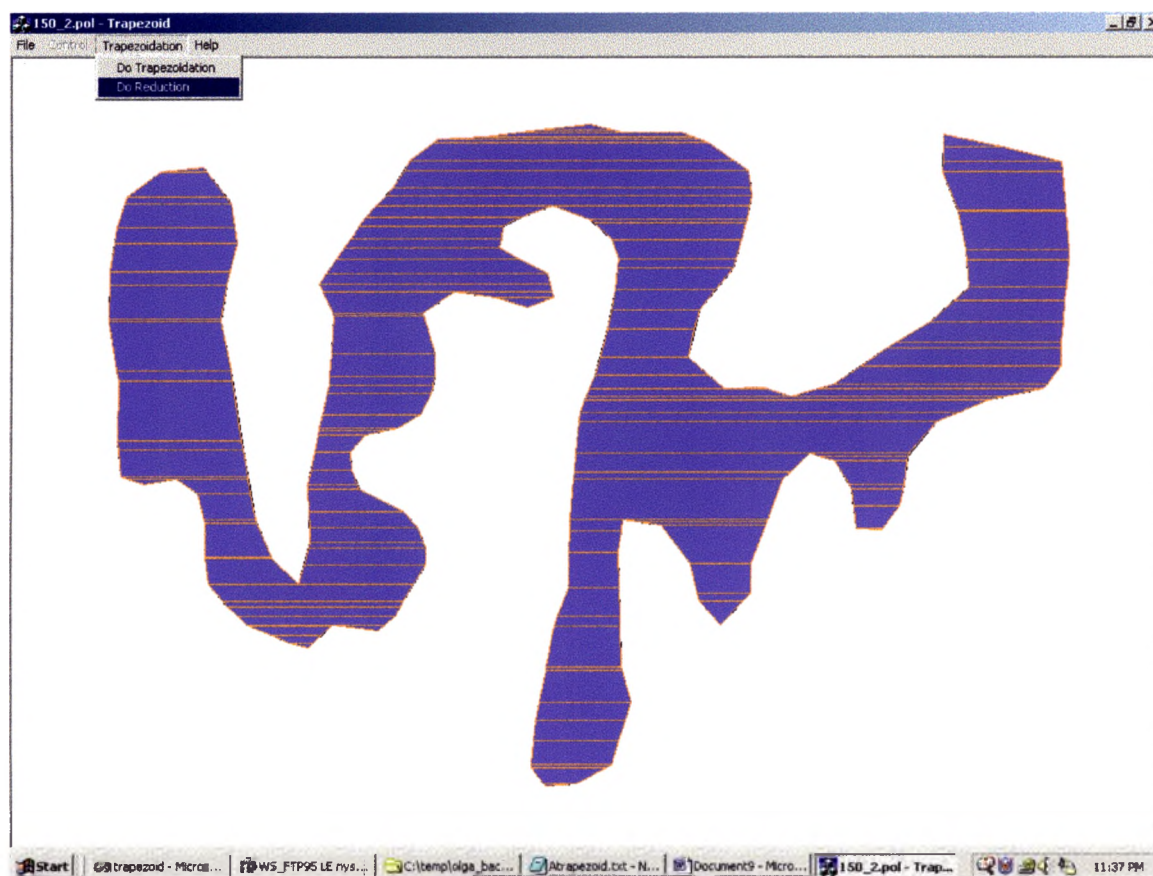 150_2.pol - Trapezoid
File Control Trapezoidation Help
Do Trapezoidation
Do Reduction
Start trapezoid - Micros... WS_FTP95 LE nys... C:\temp\olga_bac... Atrapezoid.txt - N... Document9 - Micro... 150_2.pol - Trap... 11:37 PM